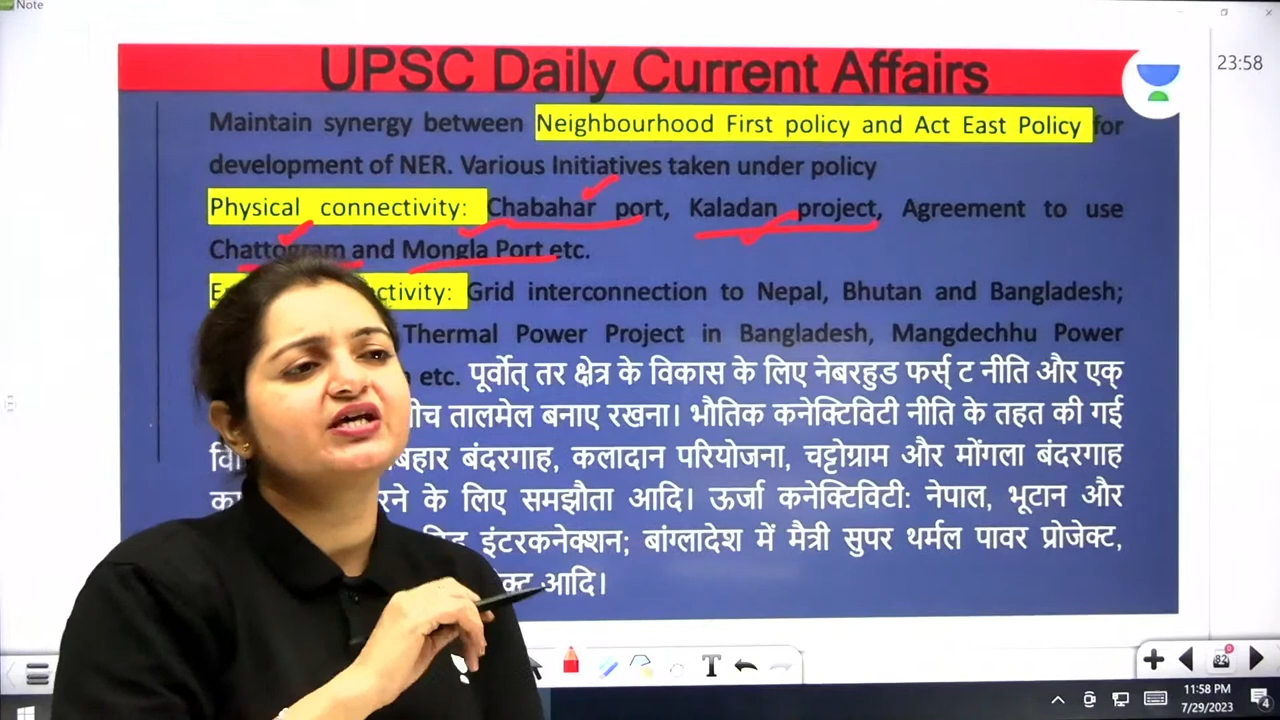 Note
UPSC Daily Current Affairs
23:58
Maintain synergy between Neighbourhood First policy and Act East Policy for
development of NER. Various Initiatives taken under policy
Physical connectivity: Chabahar port, Kaladan project, Agreement to use
Chattogram and Mongla Port etc.
Grid interconnection to Nepal, Bhutan and Bangladesh;
Thermal Power Project in Bangladesh, Mangdechhu Power
etc. पूर्वोत् तर क्षेत्र के विकास के लिए नेबरहुड फर्स् ट नीति और एक्
तालमेल बनाए रखना। भौतिक कनेक्टिविटी नीति के तहत की गई
बंदरगाह, कलादान परियोजना, चट्टोग्राम और मोंगला बंदरगाह
के लिए समझौता आदि। ऊर्जा कनेक्टिविटी: नेपाल, भूटान और
इंटरकनेक्शन; बांग्लादेश में मैत्री सुपर थर्मल पावर प्रोजेक्ट,
आदि।
T
82
11:58 PM
7/29/2023
4